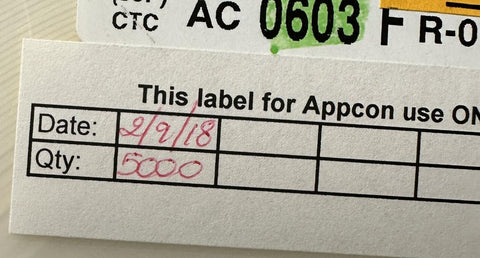 CTC AC 0603 F R-0
This label for Appcon use ON
Date: 2/9/18
Qty: 5000